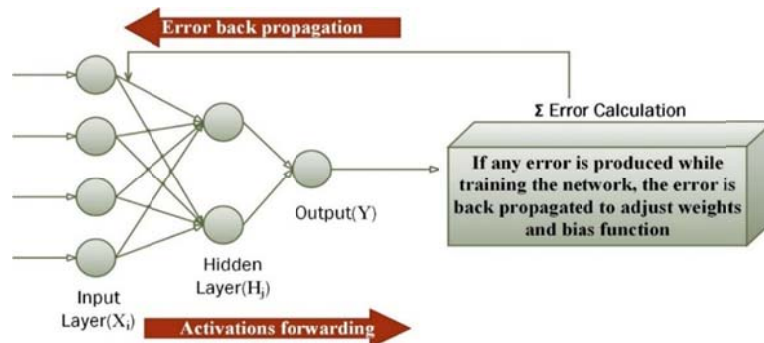 Error back propagation
Σ Error Calculation
If any error is produced while
training the network, the error is
back propagated to adjust weights
and bias function
Output(Y)
Hidden
Layer(Hj)
Input
Layer(Xi)
Activations forwarding